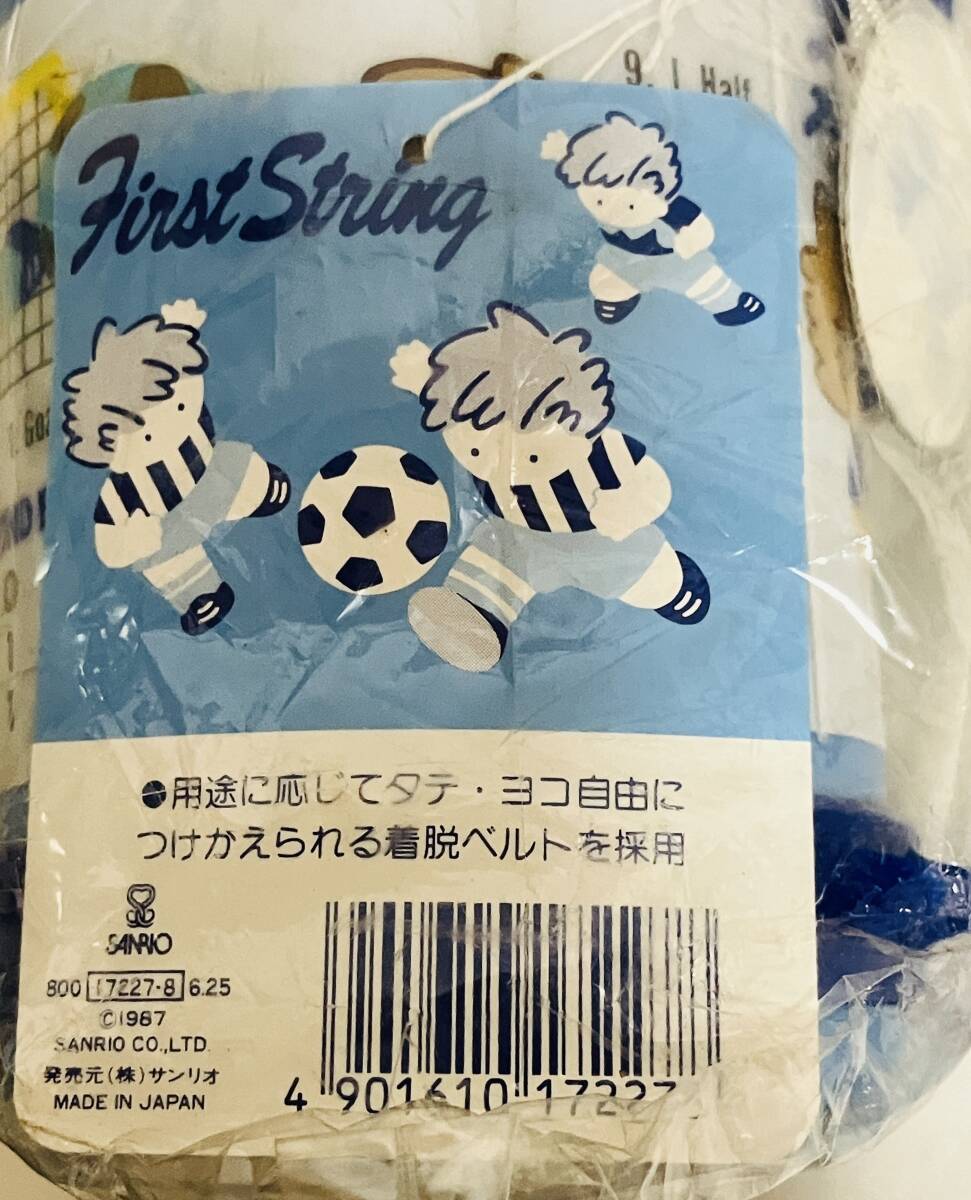 9. L Half
First String
1. Goa
●用途に応じてタテ・ヨコ自由に
つけかえられる着脱ベルトを採用
SANRIO
800 17227-8 6.25
©1987
SANRIO CO.,LTD.
発売元(株)サンリオ
MADE IN JAPAN
4 901610 17227